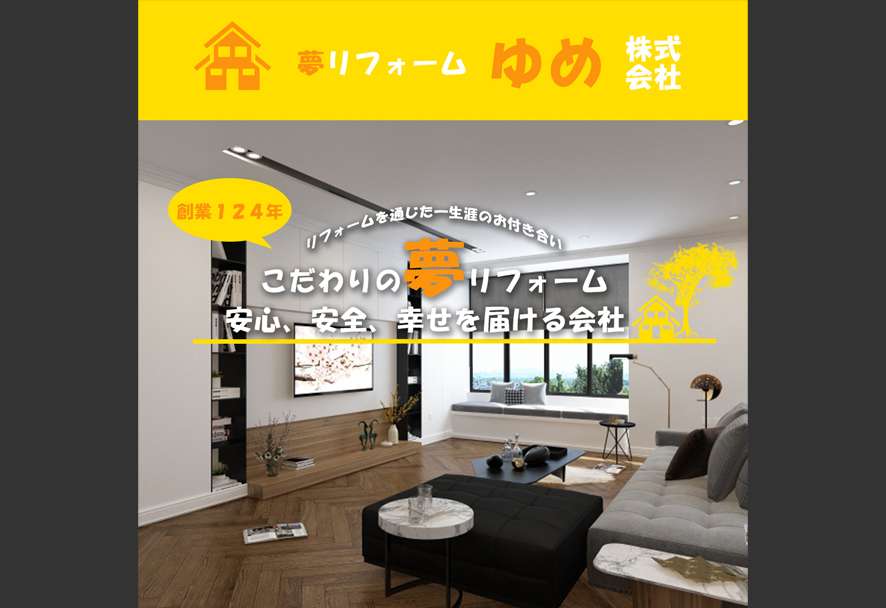 夢リフォーム ゆめ 株式会社
創業124年
リフォームを通じた一生涯のお付き合い
こだわりの夢リフォーム
安心、安全、幸せを届ける会社